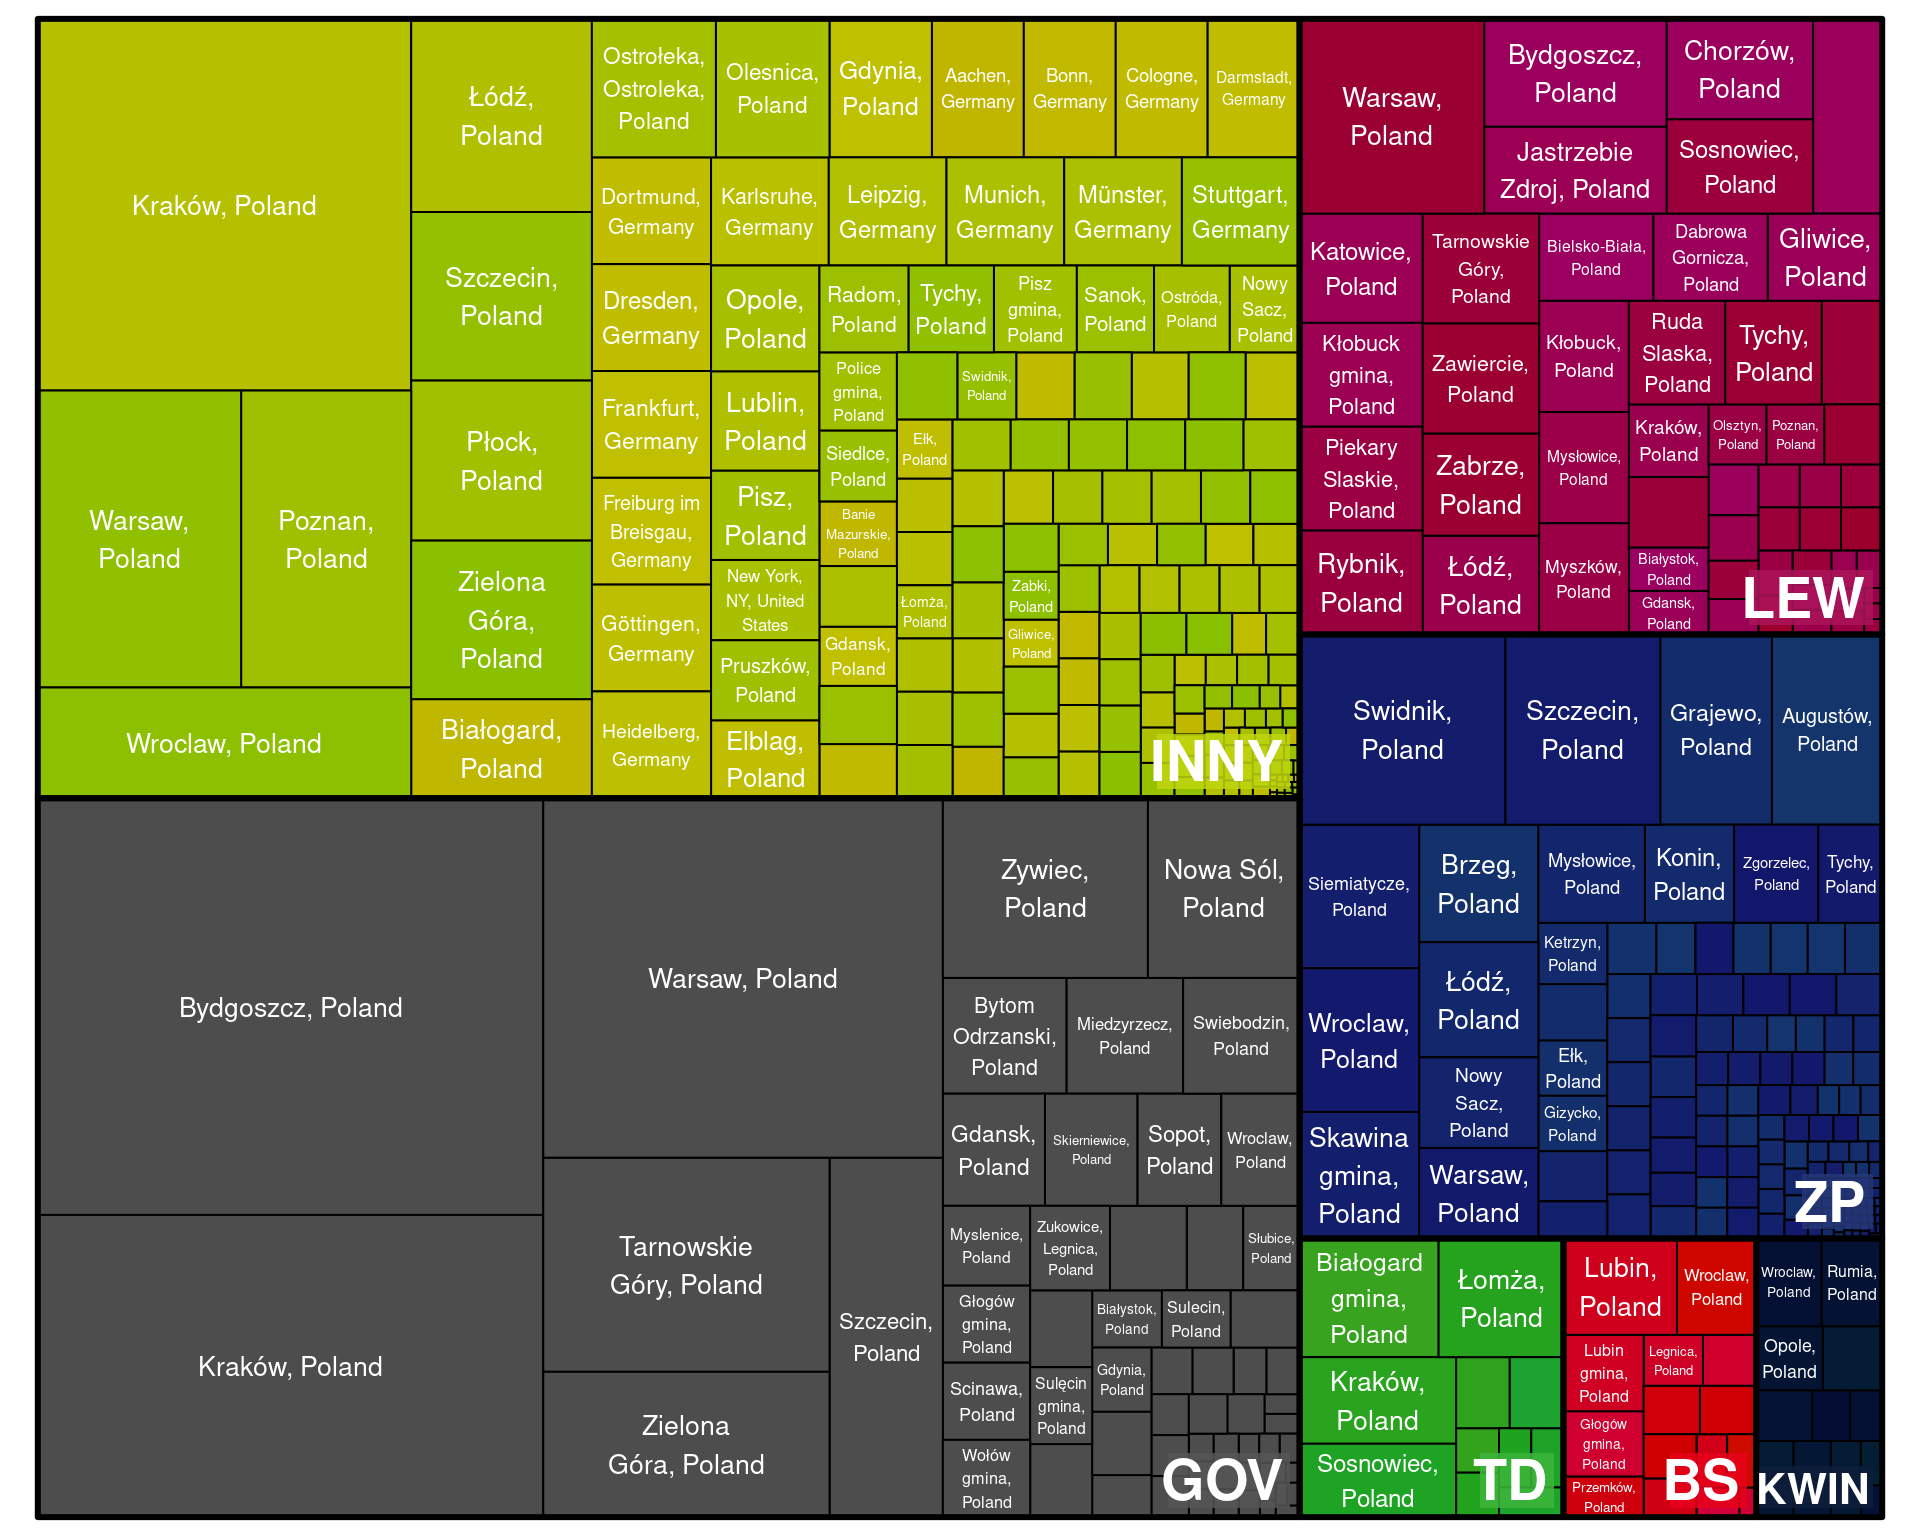 Kraków, Poland
Warsaw,
Poland
Poznan,
Poland
Wroclaw, Poland
Łódź,
Poland
Szczecin,
Poland
Płock,
Poland
Zielona
Góra,
Poland
Białogard,
Poland
Ostrołeka,
Ostroleka,
Poland
Olesnica,
Poland
Gdynia,
Poland
Aachen,
Germany
Bonn,
Germany
Cologne,
Germany
Darmstadt,
Germany
Dortmund,
Germany
Karlsruhe,
Germany
Leipzig,
Germany
Munich,
Germany
Münster,
Germany
Stuttgart,
Germany
Dresden,
Germany
Frankfurt,
Germany
Freiburg im
Breisgau,
Germany
Göttingen,
Germany
Heidelberg,
Germany
Opole,
Poland
Lublin,
Poland
Pisz,
Poland
New York,
NY, United
States
Pruszków,
Poland
Elblag,
Poland
Radom,
Poland
Tychy,
Poland
Pisz
gmina,
Poland
Sanok,
Poland
Ostróda,
Poland
Nowy
Sacz,
Poland
Police
gmina,
Poland
Swidnik,
Poland
Siedlce,
Poland
Ełk,
Poland
Banie
Mazurskie,
Poland
Zabki,
Poland
Łomża,
Poland
Gliwice,
Poland
Gdansk,
Poland
INNY
Warsaw,
Poland
Bydgoszcz,
Poland
Jastrzebie
Zdroj, Poland
Chorzów,
Poland
Sosnowiec,
Poland
Katowice,
Poland
Kłobuck
gmina,
Poland
Piekary
Slaskie,
Poland
Rybnik,
Poland
Tarnowskie
Góry,
Poland
Zawiercie,
Poland
Zabrze,
Poland
Łódź,
Poland
Bielsko-Biała,
Poland
Dabrowa
Gornicza,
Poland
Gliwice,
Poland
Kłobuck,
Poland
Mysłowice,
Poland
Myszków,
Poland
Ruda
Slaska,
Poland
Tychy,
Poland
Kraków,
Poland
Olsztyn,
Poland
Poznan,
Poland
Białystok,
Poland
Gdansk,
Poland
LEW
Bydgoszcz, Poland
Kraków, Poland
Warsaw, Poland
Tarnowskie
Góry, Poland
Zielona
Góra, Poland
Szczecin,
Poland
Zywiec,
Poland
Nowa Sól,
Poland
Bytom
Odrzanski,
Poland
Miedzyrzecz,
Poland
Swiebodzin,
Poland
Gdansk,
Poland
Skierniewice,
Poland
Sopot,
Poland
Wroclaw,
Poland
Myslenice,
Poland
Głogów
gmina,
Poland
Scinawa,
Poland
Wołów
gmina,
Poland
Zukowice,
Legnica,
Poland
Słubice,
Poland
Białystok,
Poland
Sulecin,
Poland
Sulęcin
gmina,
Poland
Gdynia,
Poland
GOV
Swidnik,
Poland
Szczecin,
Poland
Grajewo,
Poland
Augustów,
Poland
Siemiatycze,
Poland
Wroclaw,
Poland
Skawina
gmina,
Poland
Brzeg,
Poland
Łódź,
Poland
Nowy
Sacz,
Poland
Warsaw,
Poland
Mysłowice,
Poland
Konin,
Poland
Zgorzelec,
Poland
Tychy,
Poland
Ketrzyn,
Poland
Ełk,
Poland
Gizycko,
Poland
ZP
Białogard
gmina,
Poland
Łomża,
Poland
Kraków,
Poland
Sosnowiec,
Poland
TD
Lubin,
Poland
Wroclaw,
Poland
Lubin
gmina,
Poland
Legnica,
Poland
Głogów
gmina,
Poland
Przemków,
Poland
BS
Wroclaw,
Poland
Rumia,
Poland
Opole,
Poland
KWIN